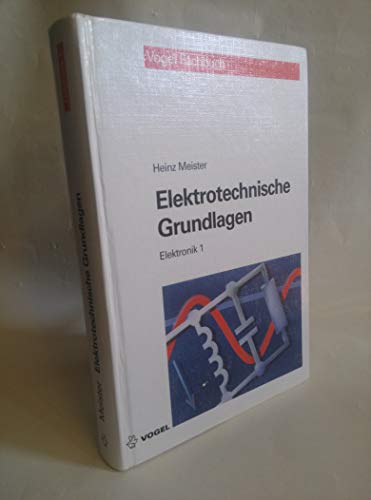 Vogel Fachbuch
Heinz Meister
Elektrotechnische
Grundlagen
Elektronik 1
VOGEL
Meister Elektrotechnische Grundlagen